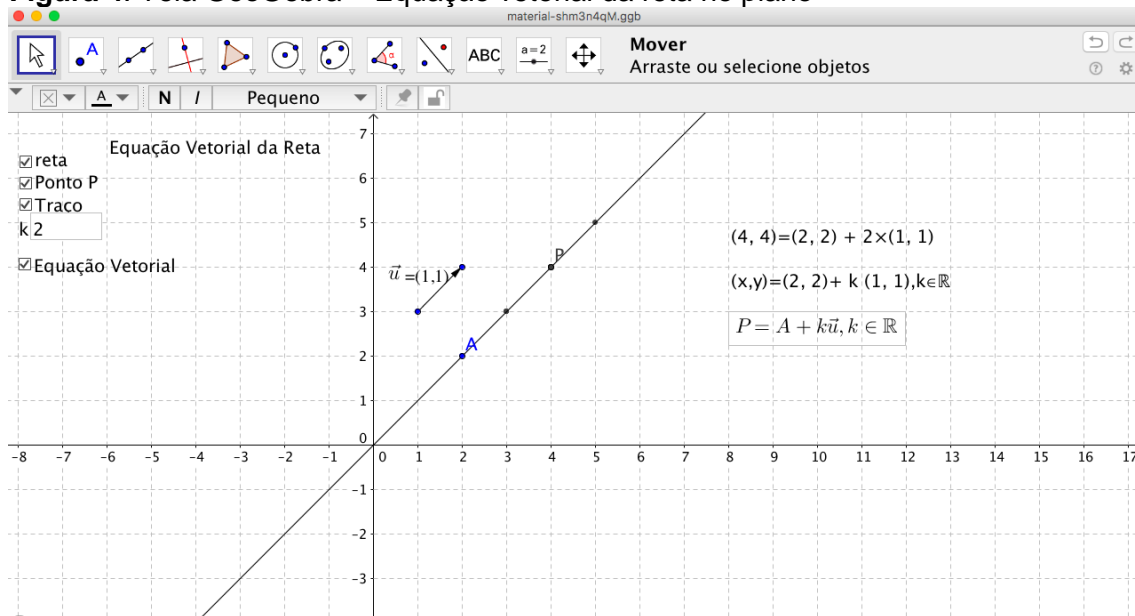 Figura 4. Tela GeoGebra – Equação vetorial da reta no plano
material-shm3n4qM.ggb
A
α
ABC
a=2
Mover
Arraste ou selecione objetos
A
N
I
Pequeno
Equação Vetorial da Reta
reta
Ponto P
Traco
k 2
Equação Vetorial
7
6
5
4
3
2
1
0
-1
-2
-3
-8 -7 -6 -5 -4 -3 -2 -1 0 1 2 3 4 5 6 7 8 9 10 11 12 13 14 15 16 17
u⃗ =(1,1)
P
A
(4, 4)=(2, 2) + 2×(1, 1)
(x,y)=(2, 2)+ k (1, 1),k∈ℝ
P = A + ku⃗, k ∈ ℝ